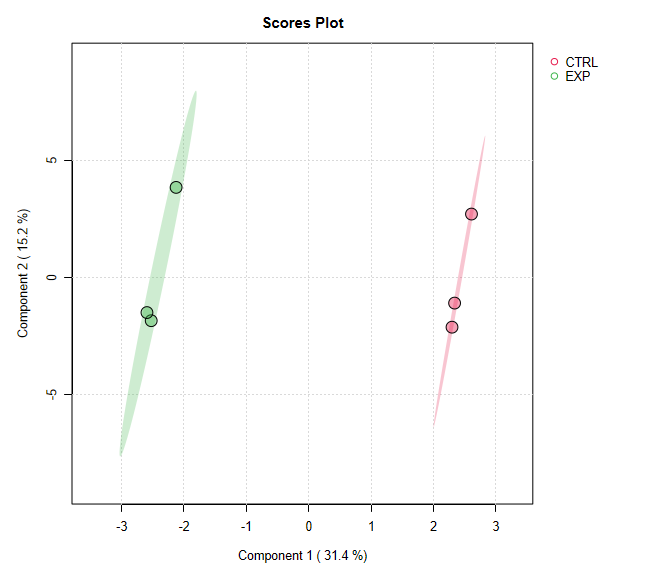 Scores Plot
CTRL
EXP
5
0
-5
Component 2 ( 15.2 %)
-3 -2 -1 0 1 2 3
Component 1 ( 31.4 %)